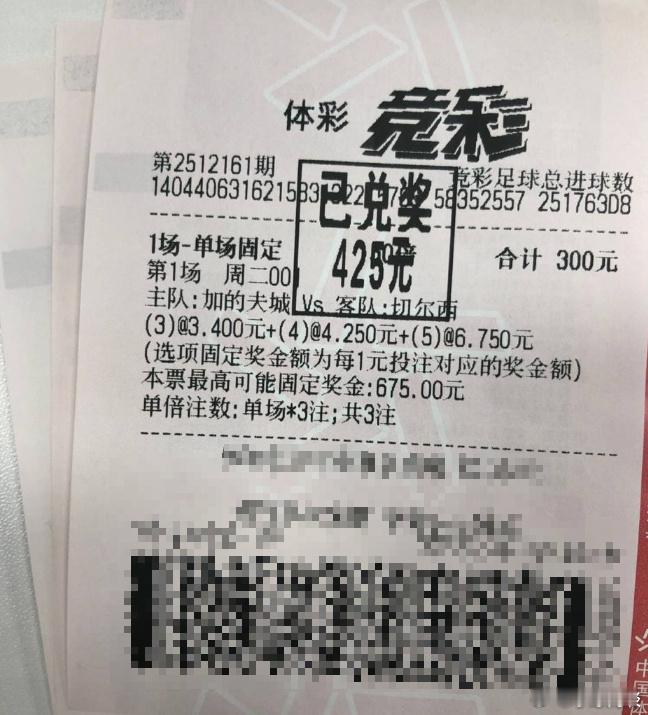 体彩 竞彩
第2512161期 竞彩足球总进球数
已兑奖
425元
58352557 251763D8
1场-单场固定 合计 300元
第1场 周二00
主队:加的夫城 Vs 客队:切尔西
(3)@3.400元+(4)@4.250元+(5)@6.750元
(选项固定奖金额为每1元投注对应的奖金额)
本票最高可能固定奖金:675.00元
单倍注数:单场*3注;共3注
中国体